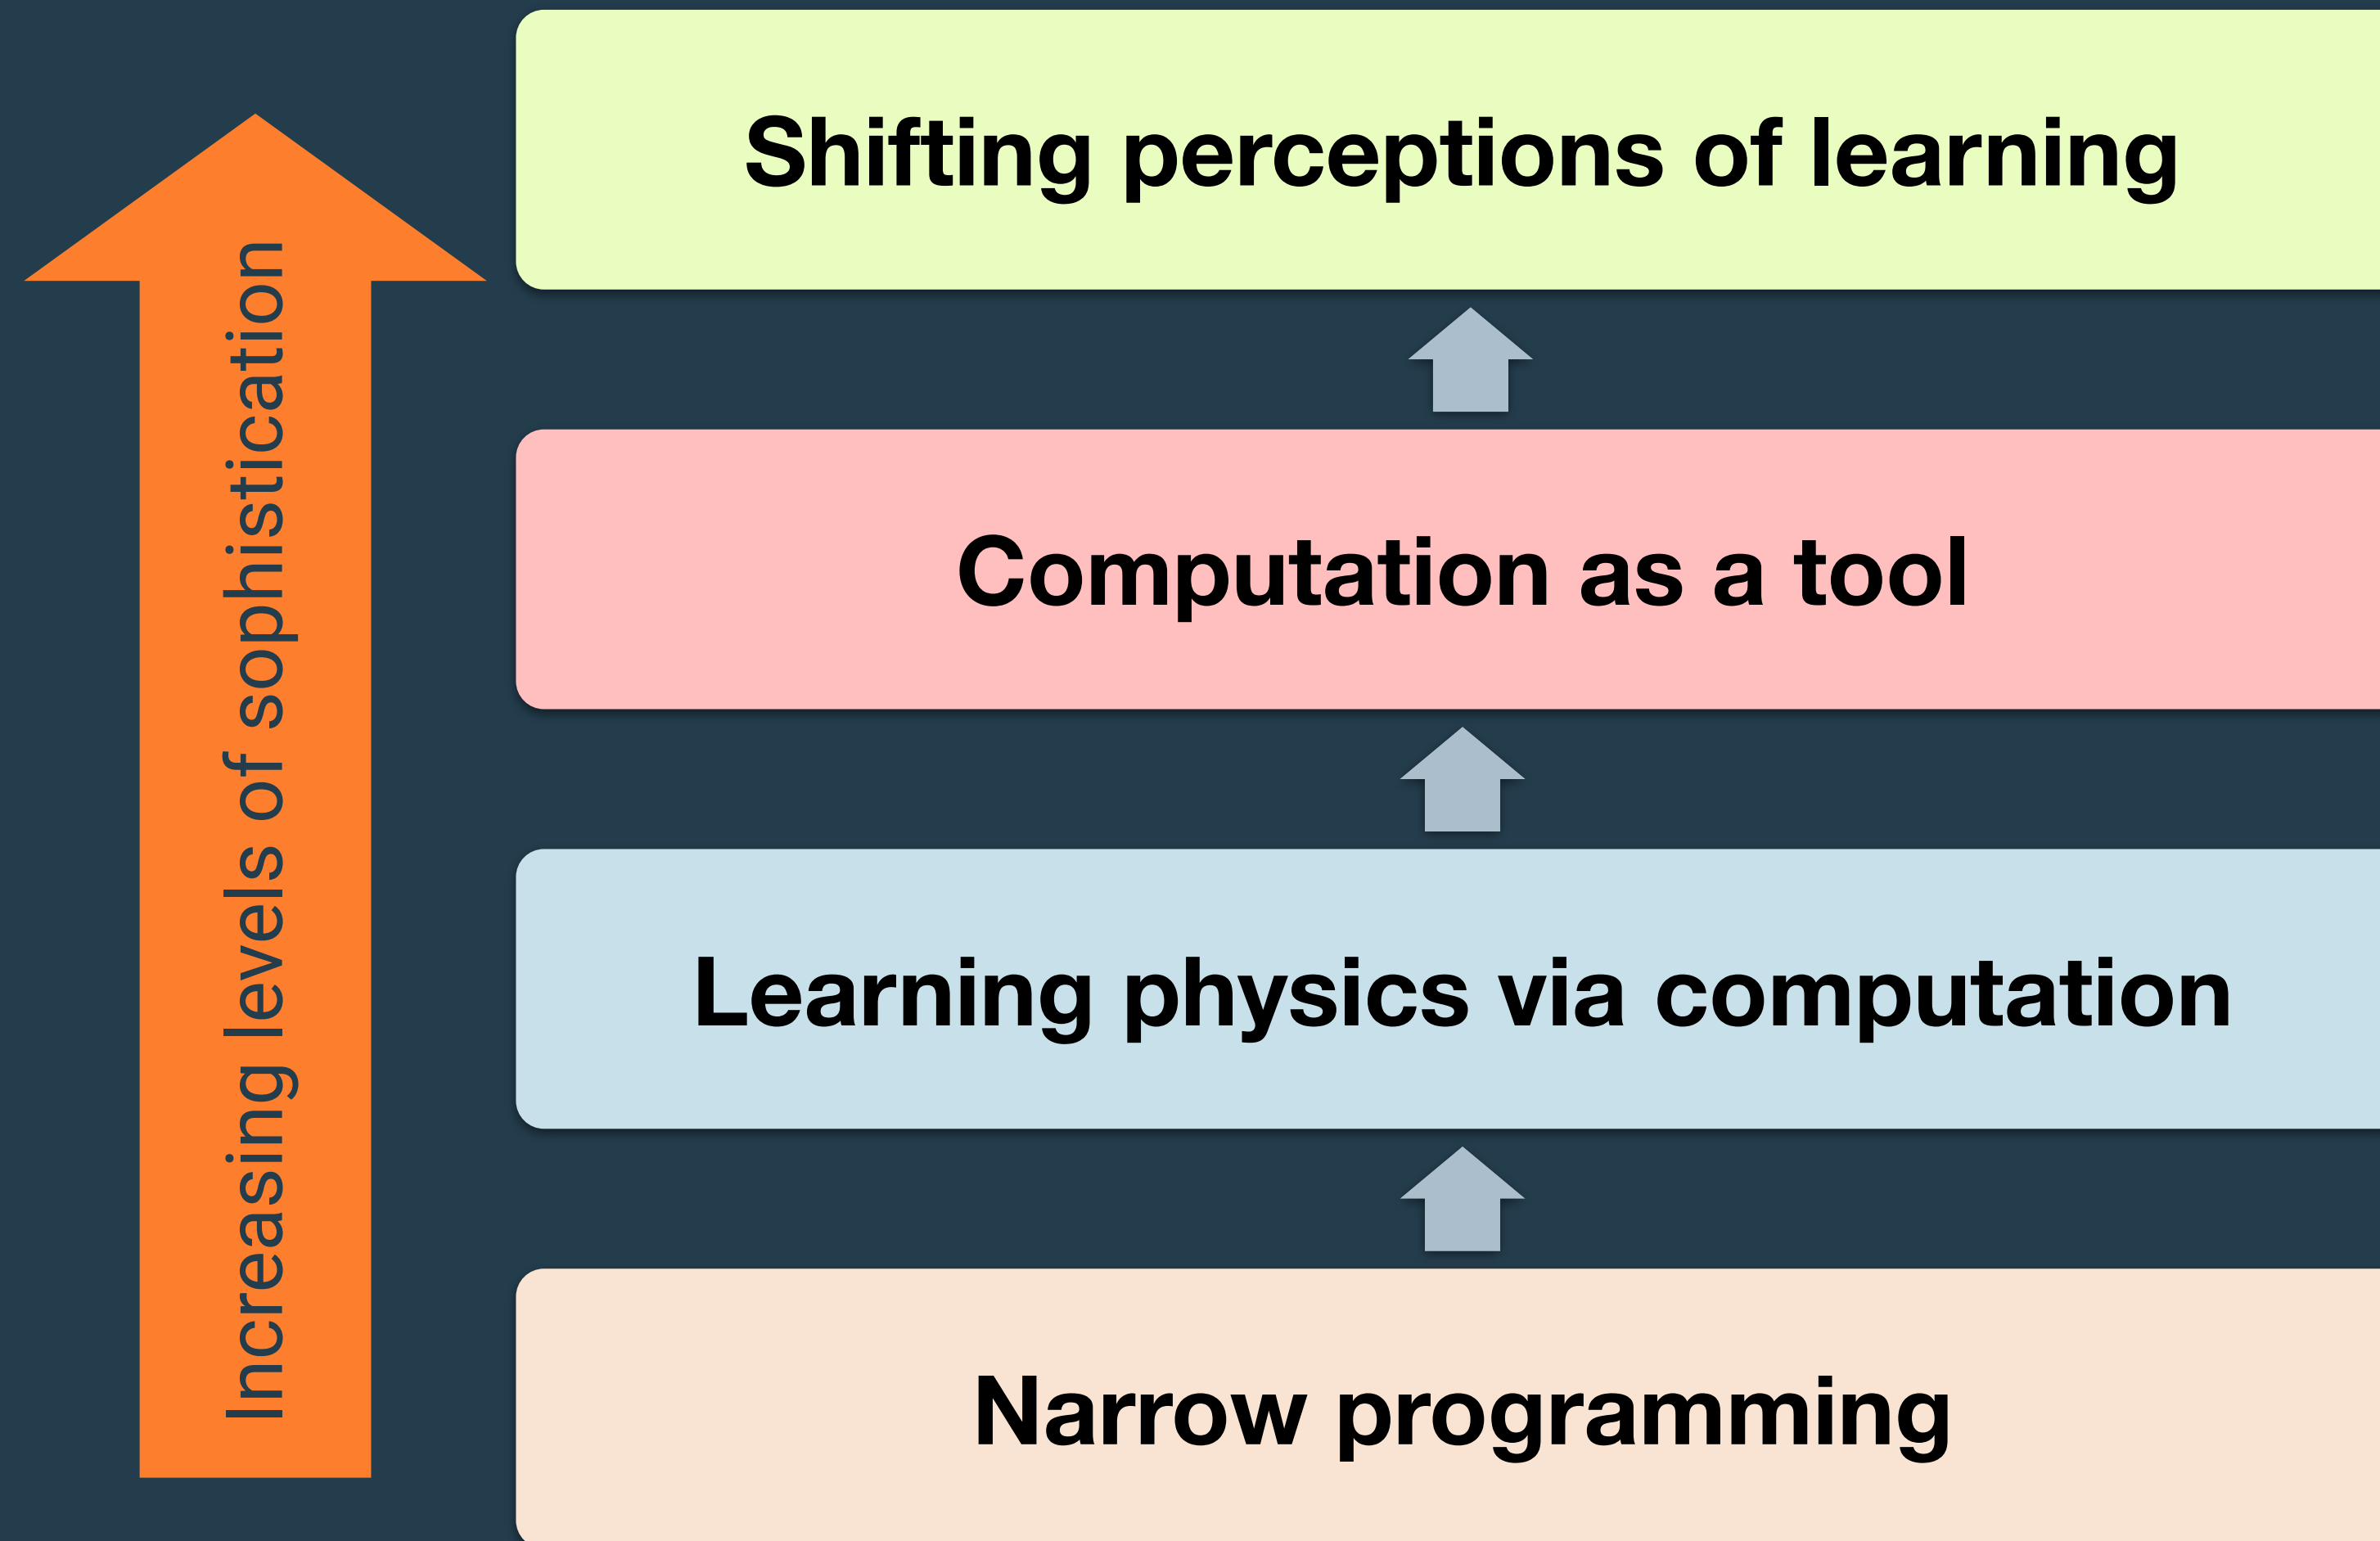 Increasing levels of sophistication
Shifting perceptions of learning
Computation as a tool
Learning physics via computation
Narrow programming